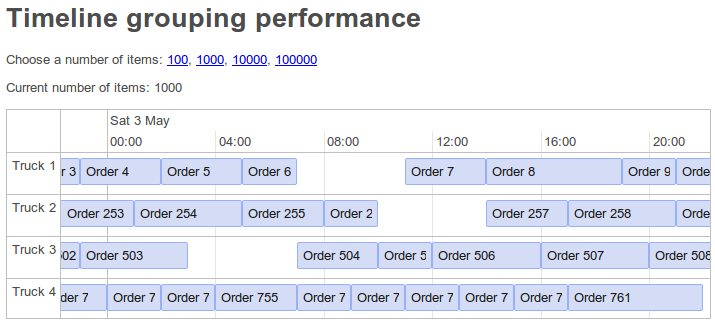 Timeline grouping performance
Choose a number of items: 100, 1000, 10000, 100000
Current number of items: 1000
Sat 3 May
00:00 04:00 08:00 12:00 16:00 20:00
Truck 1 r 3 Order 4 Order 5 Order 6 Order 7 Order 8 Order 9 Orde
Truck 2 Order 253 Order 254 Order 255 Order 2 Order 257 Order 258 Orde
Truck 3 502 Order 503 Order 504 Order 5 Order 506 Order 507 Order 508
Truck 4 der 7 Order 7 Order 7 Order 755 Order 7 Order 7 Order 7 Order 7 Order 7 Order 761